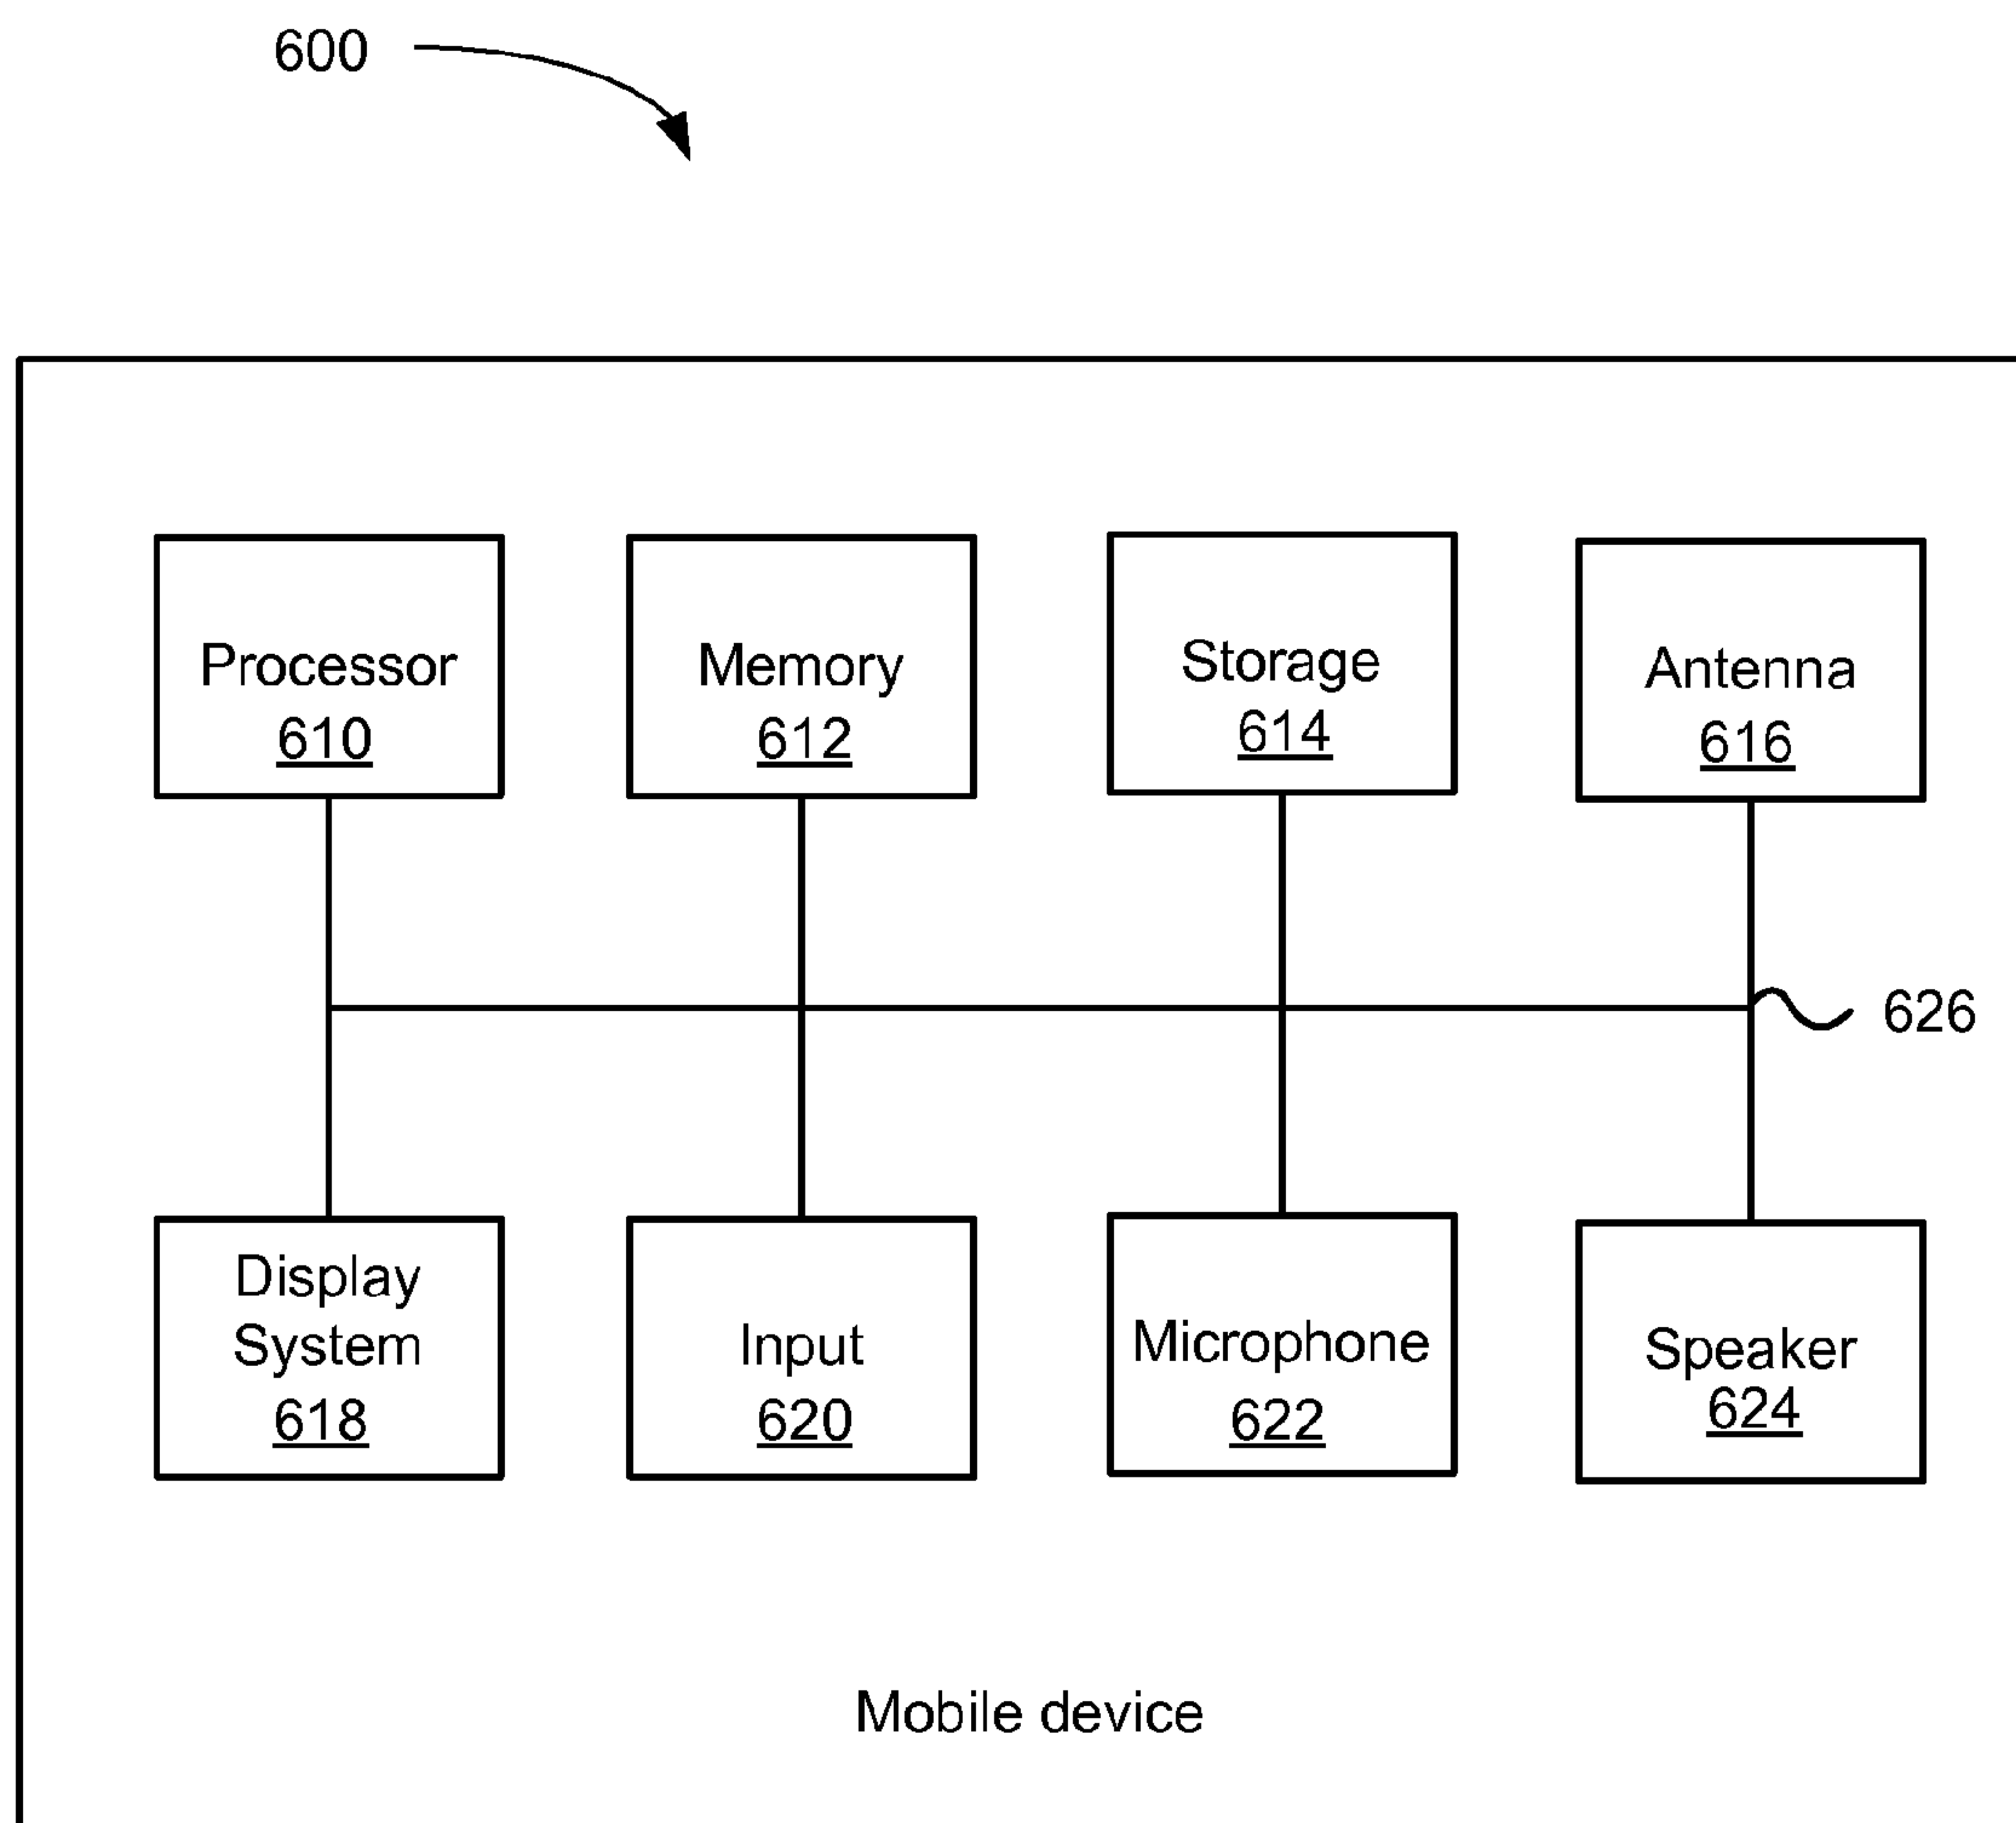 600
Processor
610
Memory
612
Storage
614
Antenna
616
626
Display
System
618
Input
620
Microphone
622
Speaker
624
Mobile device